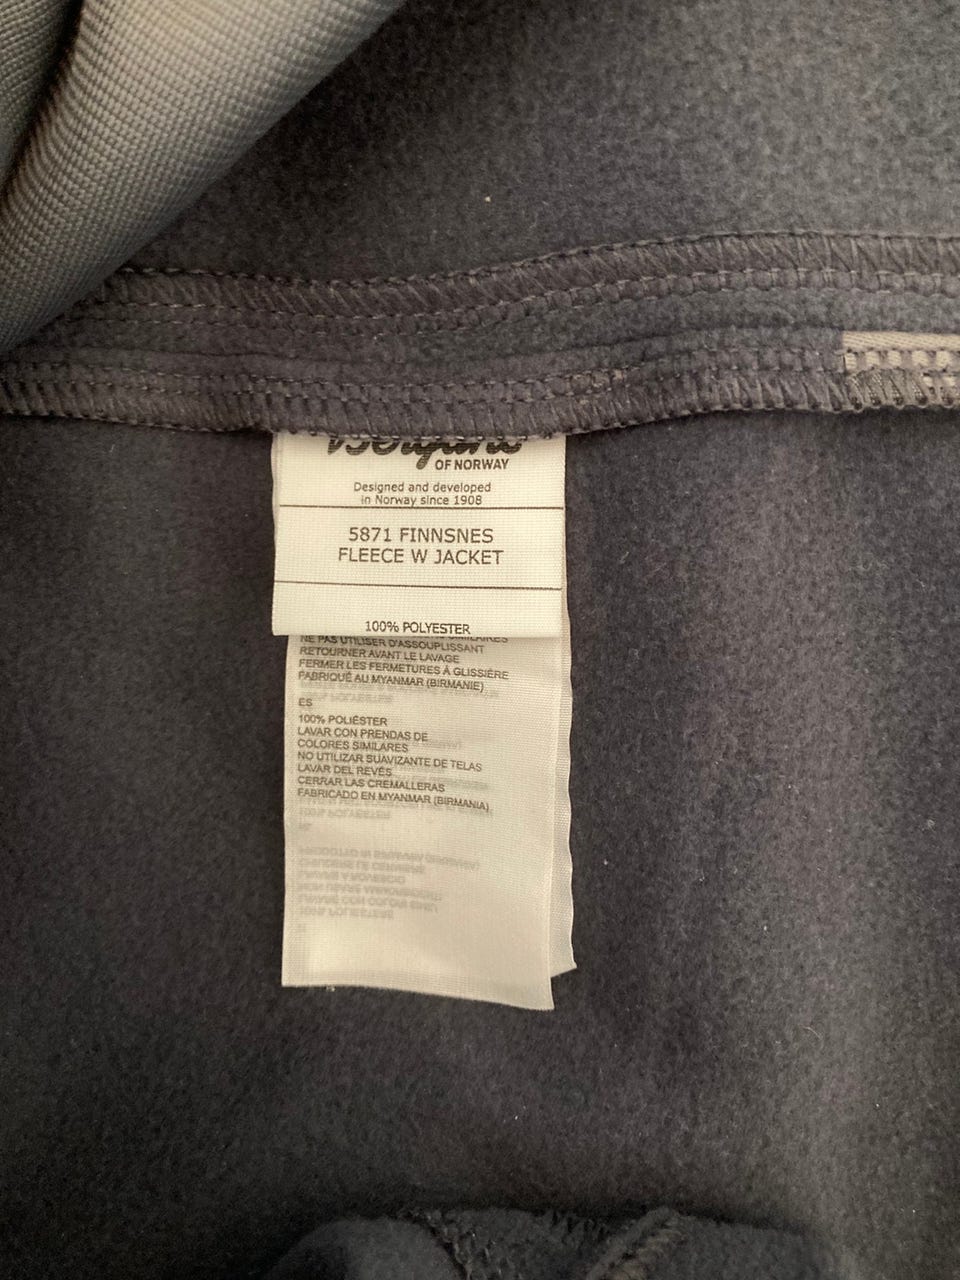 Bergans
OF NORWAY
Designed and developed
in Norway since 1908
5871 FINNSNES
FLEECE W JACKET
100% POLYESTER
SIMILAIRES
NE PAS UTILISER D'ASSOUPLISSANT
RETOURNER AVANT LE LAVAGE
FERMER LES FERMETURES À GLISSIÈRE
FABRIQUÉ AU MYANMAR (BIRMANIE)
ES
100% POLIÉSTER
LAVAR CON PRENDAS DE
COLORES SIMILARES
NO UTILIZAR SUAVIZANTE DE TELAS
LAVAR DEL REVÉS
CERRAR LAS CREMALLERAS
FABRICADO EN MYANMAR (BIRMANIA)